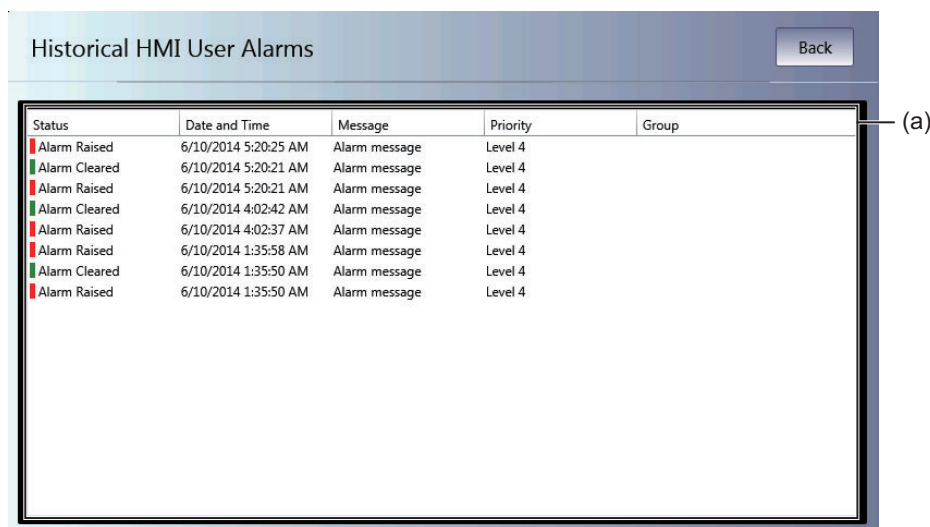 Historical HMI User Alarms
Back
Status Date and Time Message Priority Group
(a)
Alarm Raised 6/10/2014 5:20:25 AM Alarm message Level 4
Alarm Cleared 6/10/2014 5:20:21 AM Alarm message Level 4
Alarm Raised 6/10/2014 5:20:21 AM Alarm message Level 4
Alarm Cleared 6/10/2014 4:02:42 AM Alarm message Level 4
Alarm Raised 6/10/2014 4:02:37 AM Alarm message Level 4
Alarm Raised 6/10/2014 1:35:58 AM Alarm message Level 4
Alarm Cleared 6/10/2014 1:35:50 AM Alarm message Level 4
Alarm Raised 6/10/2014 1:35:50 AM Alarm message Level 4